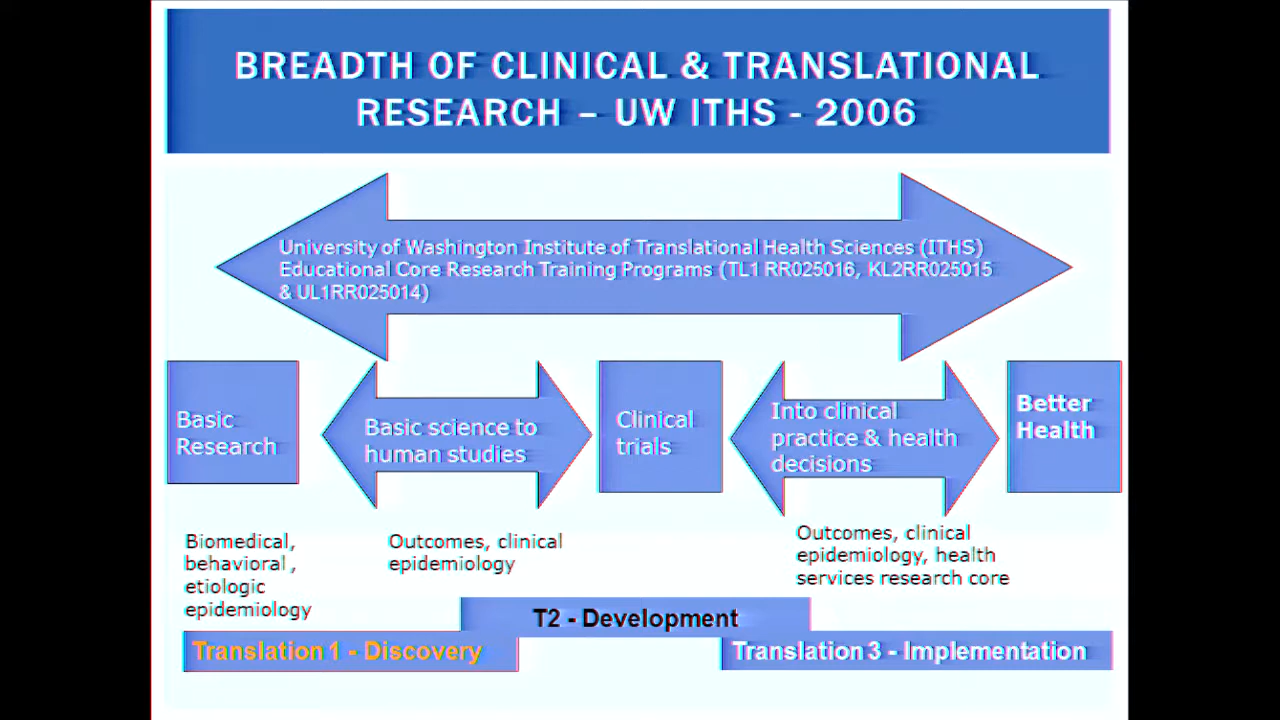 BREADTH OF CLINICAL & TRANSLATIONAL
RESEARCH – UW ITHS - 2006
University of Washington Institute of Translational Health Sciences (ITHS)
Educational Core Research Training Programs (TL1 RR025016, KL2RR025015
& UL1RR025014)
Basic
Research
Basic science to
human studies
Clinical
trials
Into clinical
practice & health
decisions
Better
Health
Biomedical,
behavioral ,
etiologic
epidemiology
Outcomes, clinical
epidemiology
Outcomes, clinical
epidemiology, health
services research core
T2 - Development
Translation 1 - Discovery
Translation 3 - Implementation